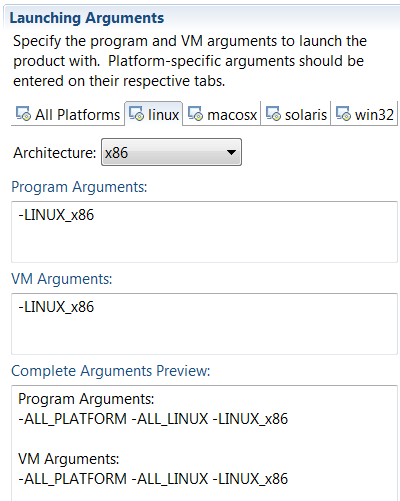 Launching Arguments
Specify the program and VM arguments to launch the
product with.  Platform-specific arguments should be
entered on their respective tabs.
All Platforms linux macosx solaris win32
Architecture: x86
Program Arguments:
-LINUX_x86
VM Arguments:
-LINUX_x86
Complete Arguments Preview:
Program Arguments:
-ALL_PLATFORM -ALL_LINUX -LINUX_x86
VM Arguments:
-ALL_PLATFORM -ALL_LINUX -LINUX_x86